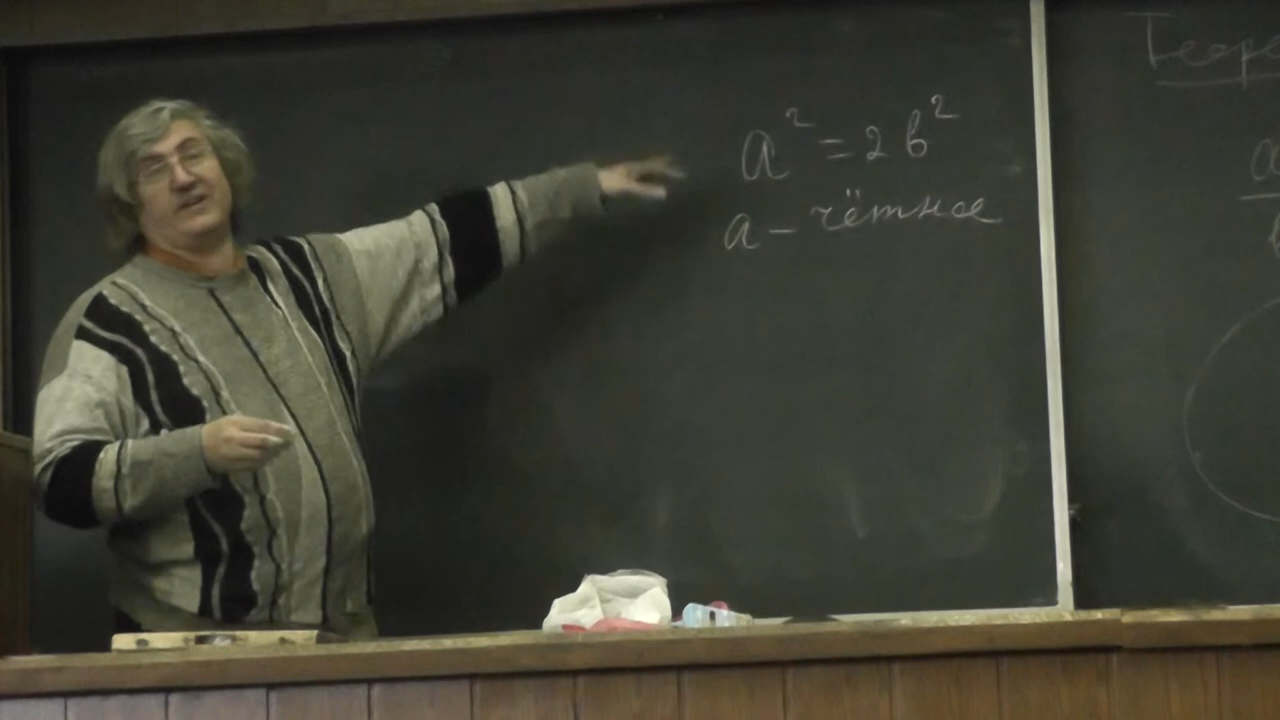 a² = 2b²
a – чётное